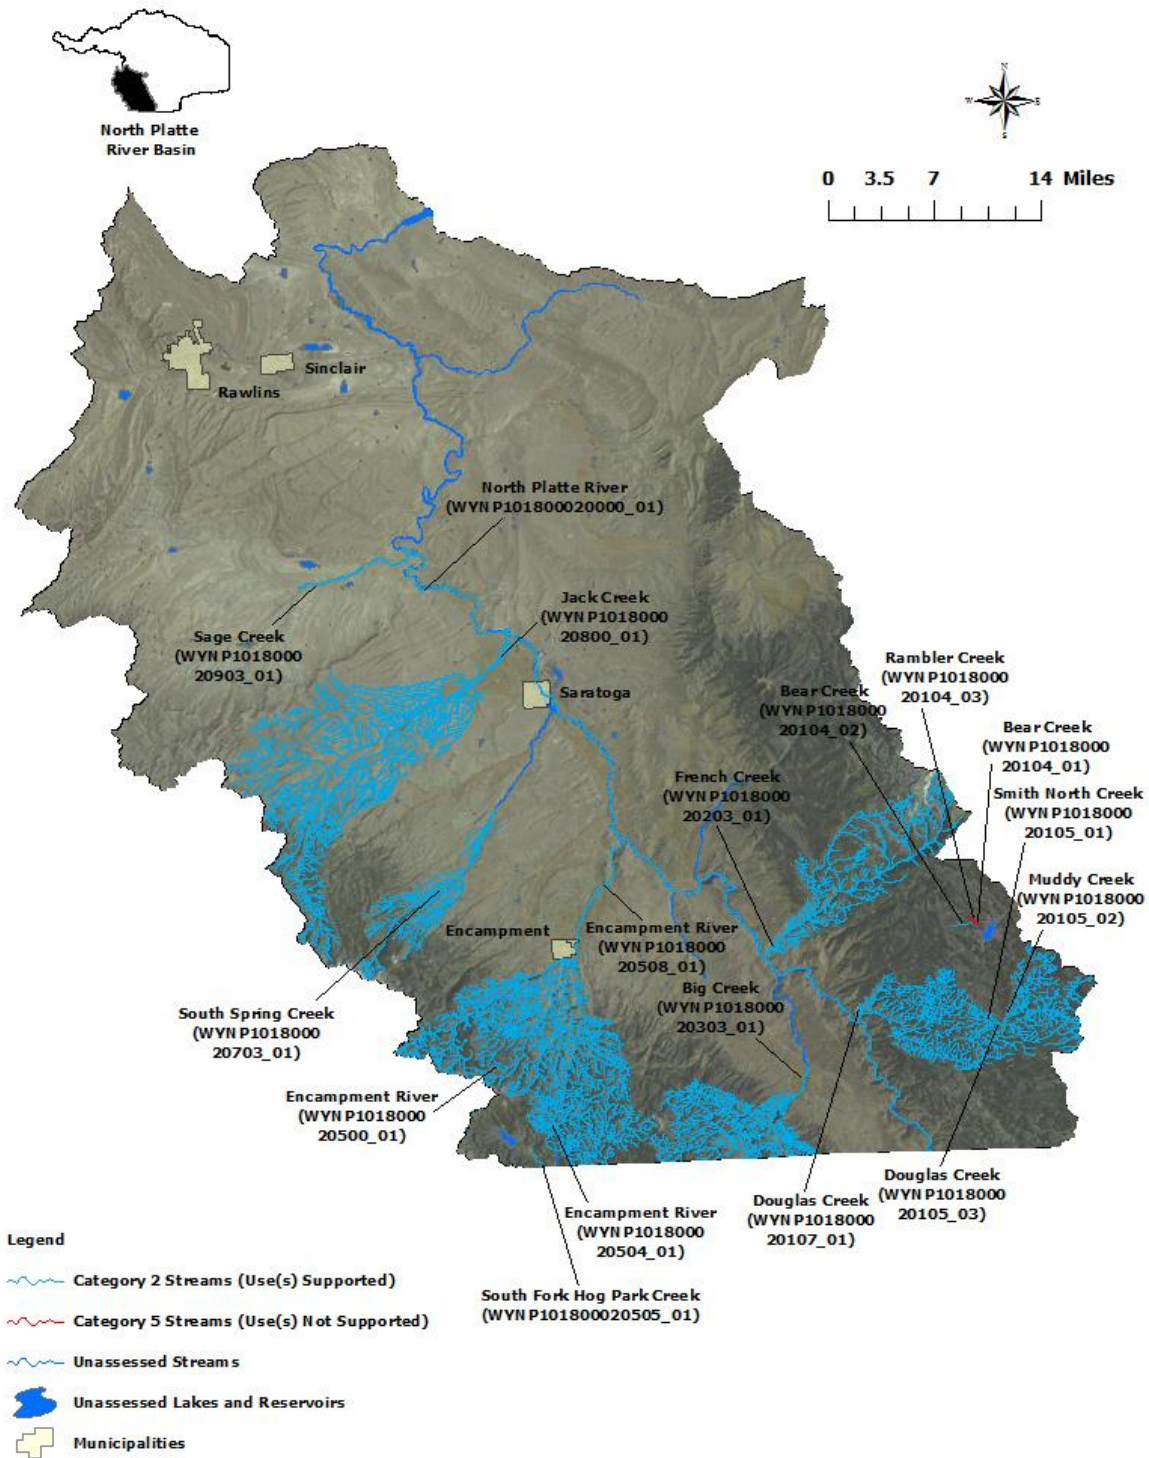 North Platte
River Basin
N
W
E
S
0 3.5 7 14 Miles
Sinclair
Rawlins
North Platte River
(WYNP101800020000_01)
Jack Creek
(WYNP1018000
20800_01)
Sage Creek
(WYNP1018000
20903_01)
Saratoga
Rambler Creek
(WYNP1018000
20104_03)
Bear Creek
(WYNP1018000
20104_02)
Bear Creek
(WYNP1018000
20104_01)
French Creek
(WYNP1018000
20203_01)
Smith North Creek
(WYNP1018000
20105_01)
Muddy Creek
(WYNP1018000
20105_02)
Encampment
Encampment River
(WYNP1018000
20508_01)
Big Creek
(WYNP1018000
20303_01)
South Spring Creek
(WYNP1018000
20703_01)
Encampment River
(WYNP1018000
20500_01)
Douglas Creek
(WYNP1018000
20105_03)
Douglas Creek
(WYNP1018000
20107_01)
Encampment River
(WYNP1018000
20504_01)
South Fork Hog Park Creek
(WYNP101800020505_01)
Legend
Category 2 Streams (Use(s) Supported)
Category 5 Streams (Use(s) Not Supported)
Unassessed Streams
Unassessed Lakes and Reservoirs
Municipalities